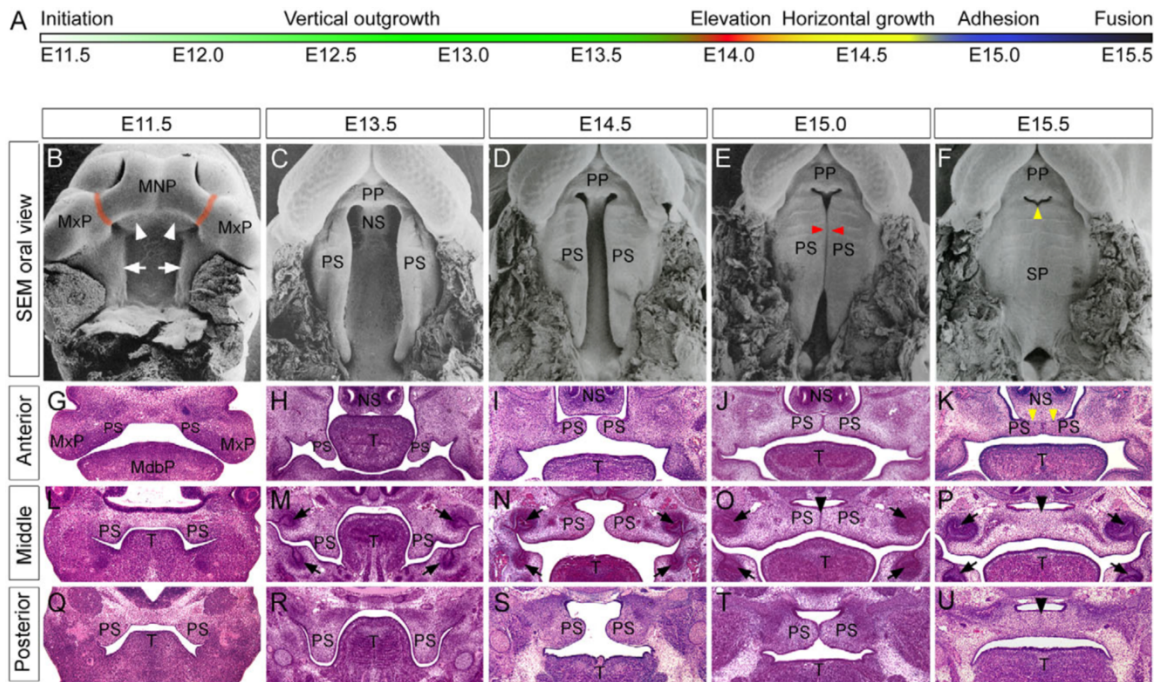 A
Initiation Vertical outgrowth Elevation Horizontal growth Adhesion Fusion
E11.5 E12.0 E12.5 E13.0 E13.5 E14.0 E14.5 E15.0 E15.5
E11.5 E13.5 E14.5 E15.0 E15.5
SEM oral view
B MNP MxP MxP
C PP NS PS PS
D PP PS PS
E PP PS PS
F PP SP
Anterior
G PS PS MxP MxP MdbP
H NS PS T PS
I PS PS T
J NS PS PS T
K NS PS PS T
Middle
L PS PS T
M PS T PS
N PS PS T
O PS PS T
P T
Posterior
Q PS PS T
R PS PS T
S PS PS T
T PS PS T
U T